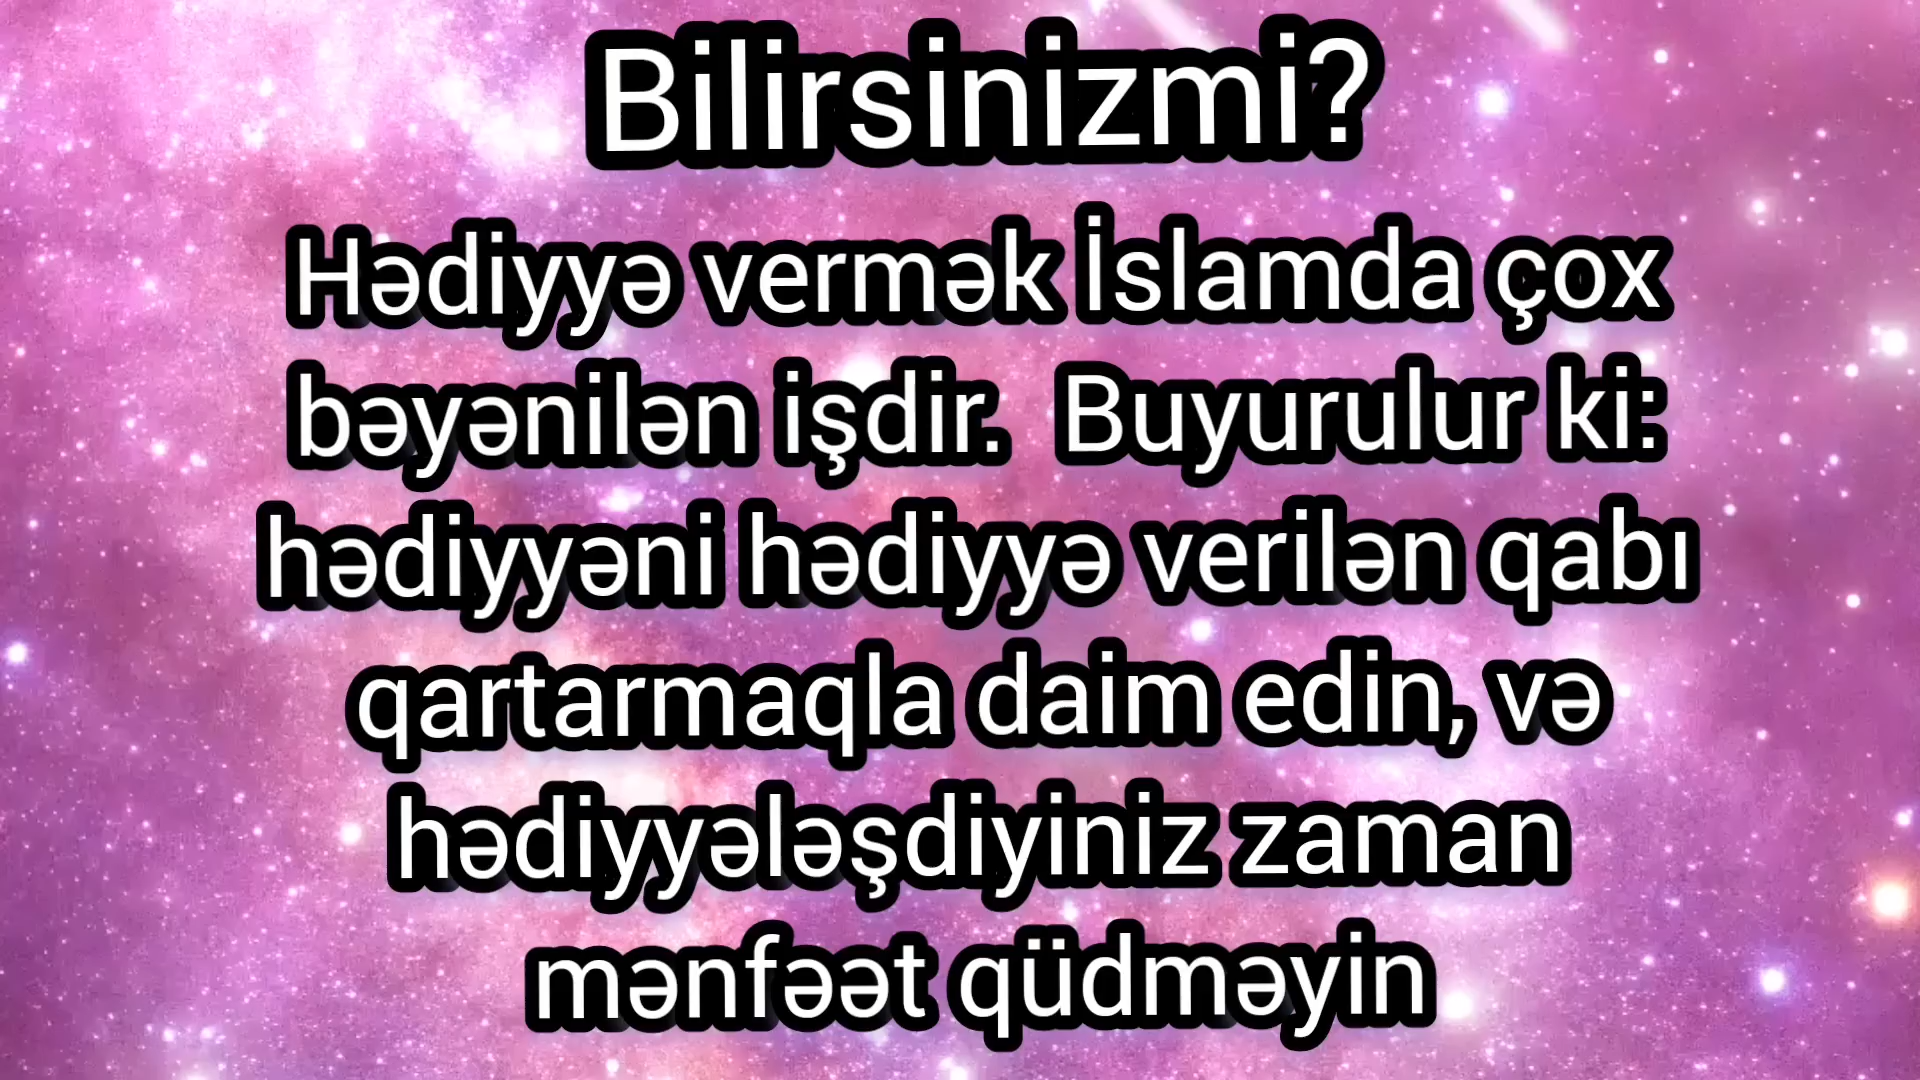 Bilirsinizmi?
Hədiyyə vermək İslamda çox
bəyənilən işdir.  Buyurulur ki:
hədiyyəni hədiyyə verilən qabı
qartarmaqla daim edin, və
hədiyyələşdiyiniz zaman
mənfəət qüdməyin